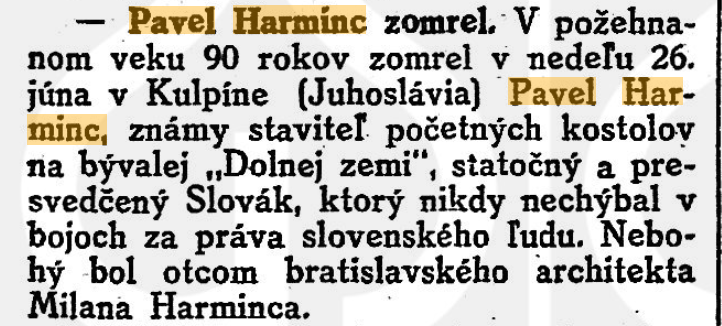 — Pavel Harminc zomrel. V požehna-
nom veku 90 rokov zomrel v nedeľu 26.
júna v Kulpíne (Juhoslávia) Pavel Har-
minc, známy staviteľ početných kostolov
na bývalej „Dolnej zemi“, statočný a pre-
svedčený Slovák, ktorý nikdy nechýbal v
bojoch za práva slovenského ľudu. Nebo-
hý bol otcom bratislavského architekta
Milana Harminca.